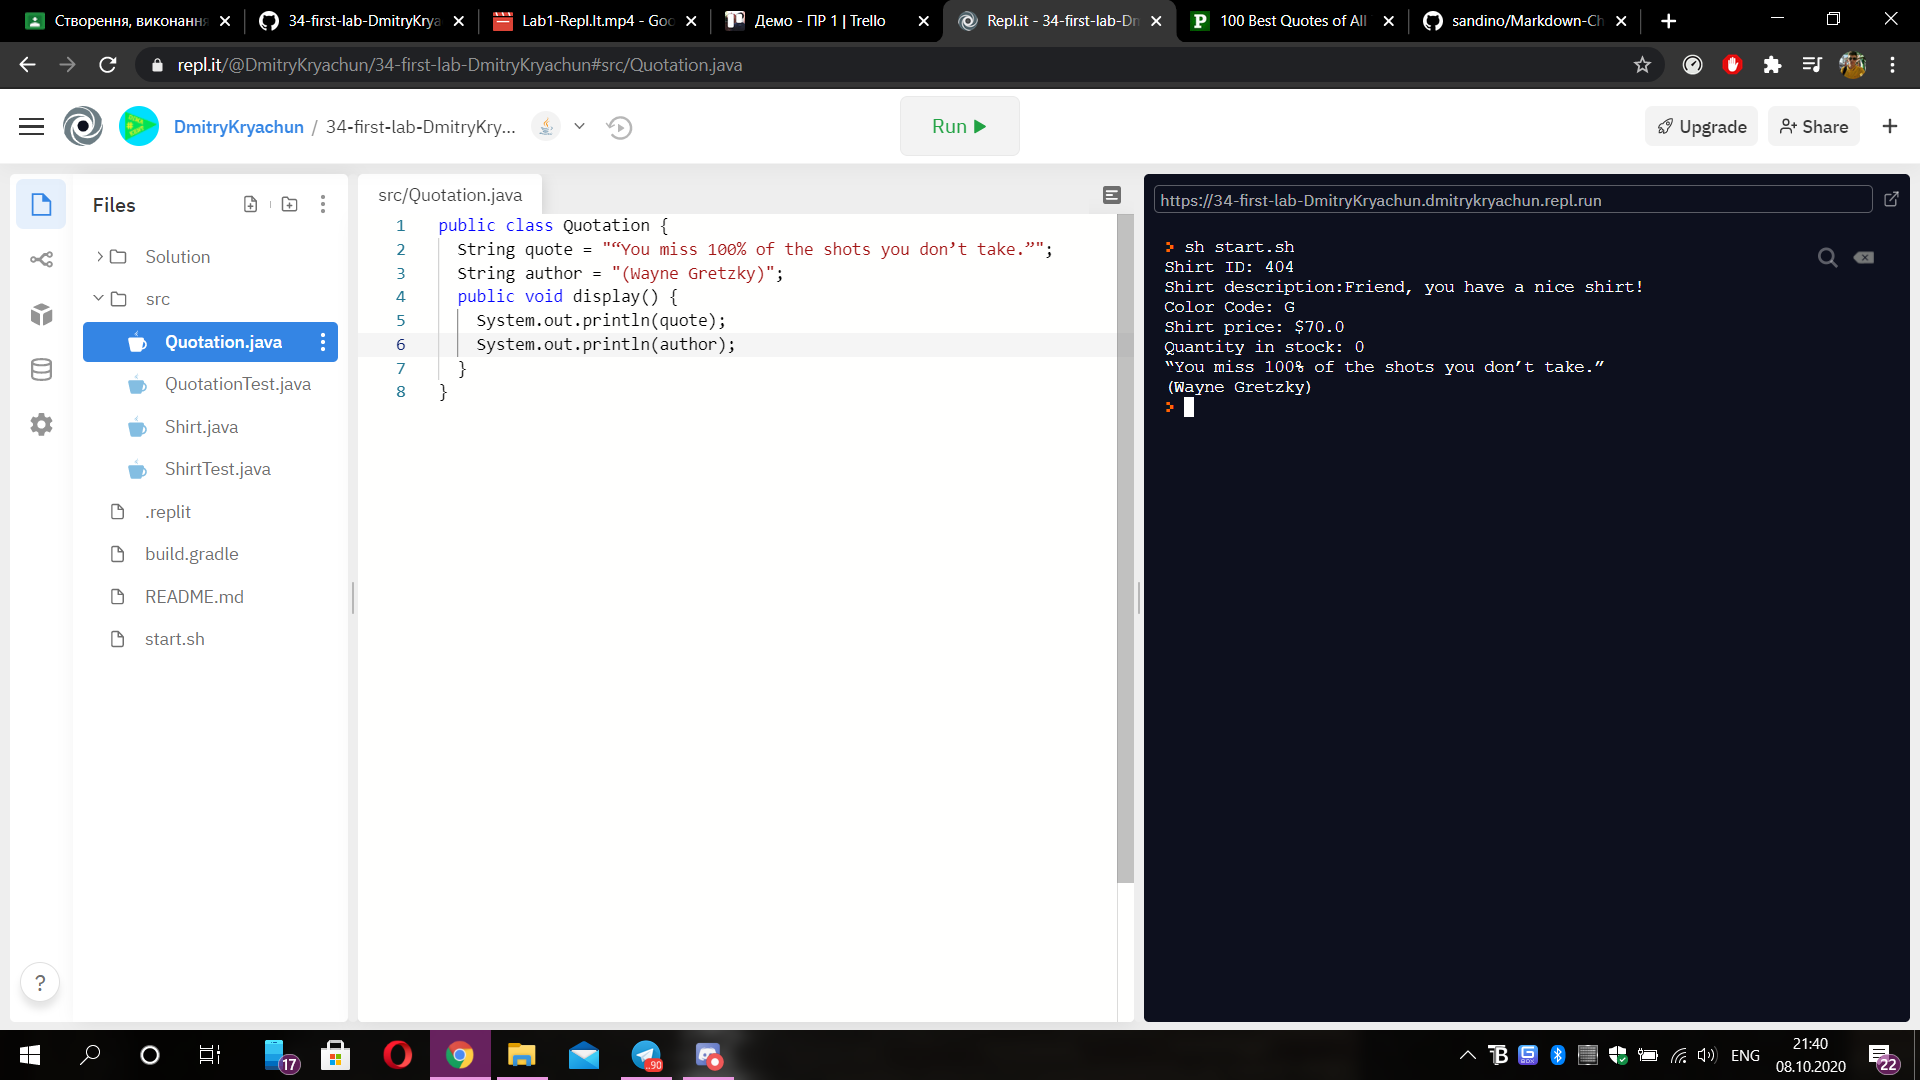 Створення, виконання
34-first-lab-DmitryKrya
Lab1-Repl.It.mp4 - Goo
Демо - ПР 1 | Trello
Repl.it - 34-first-lab-Dm
100 Best Quotes of All
sandino/Markdown-Ch
repl.it/@DmitryKryachun/34-first-lab-DmitryKryachun#src/Quotation.java
DmitryKryachun / 34-first-lab-DmitryKry...
Run
Upgrade
Share
Files
Solution
src
Quotation.java
QuotationTest.java
Shirt.java
ShirtTest.java
.replit
build.gradle
README.md
start.sh
?
src/Quotation.java
1 public class Quotation {
2 String quote = "“You miss 100% of the shots you don’t take.”";
3 String author = "(Wayne Gretzky)";
4 public void display() {
5 System.out.println(quote);
6 System.out.println(author);
7 }
8 }
https://34-first-lab-DmitryKryachun.dmitrykryachun.repl.run
> sh start.sh
Shirt ID: 404
Shirt description:Friend, you have a nice shirt!
Color Code: G
Shirt price: $70.0
Quantity in stock: 0
“You miss 100% of the shots you don’t take.”
(Wayne Gretzky)
>
17
..90
ENG
21:40
08.10.2020
22